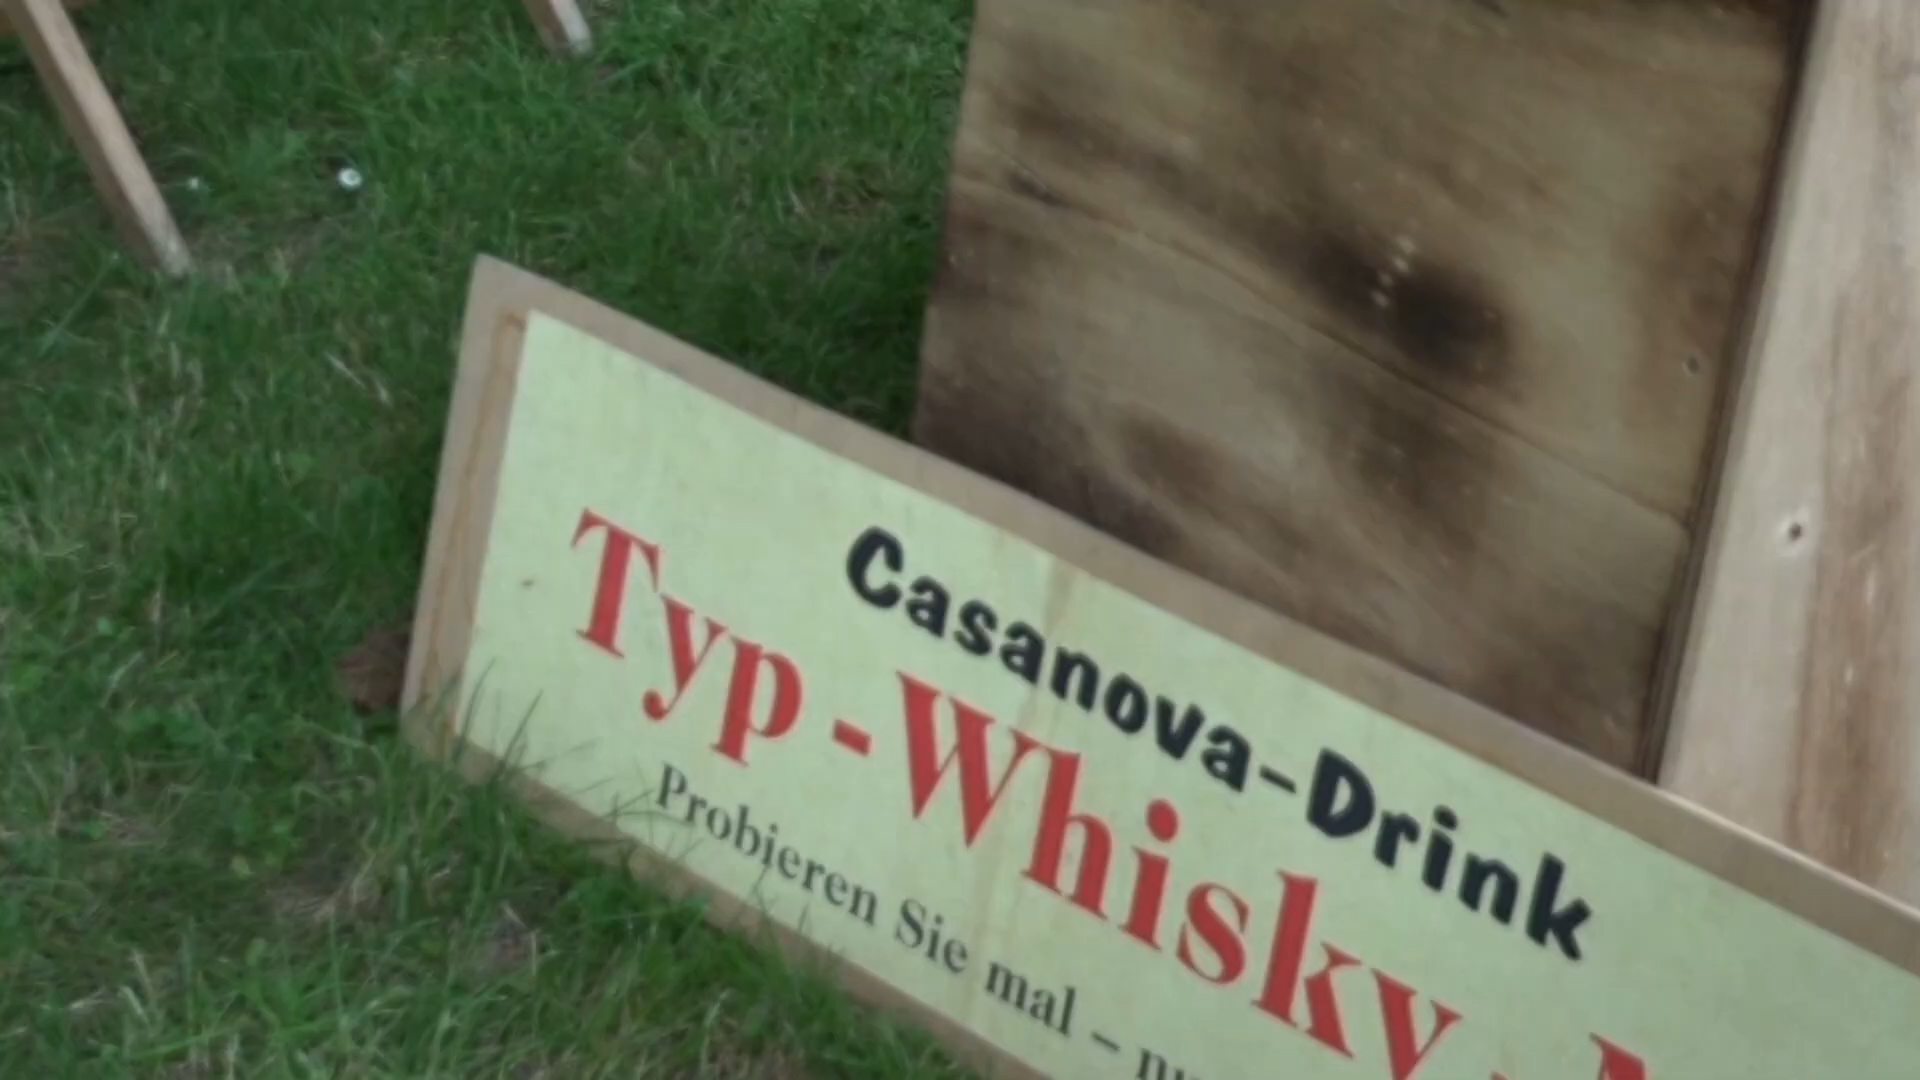 Casanova-Drink
Typ-Whisky-
Probieren Sie mal –